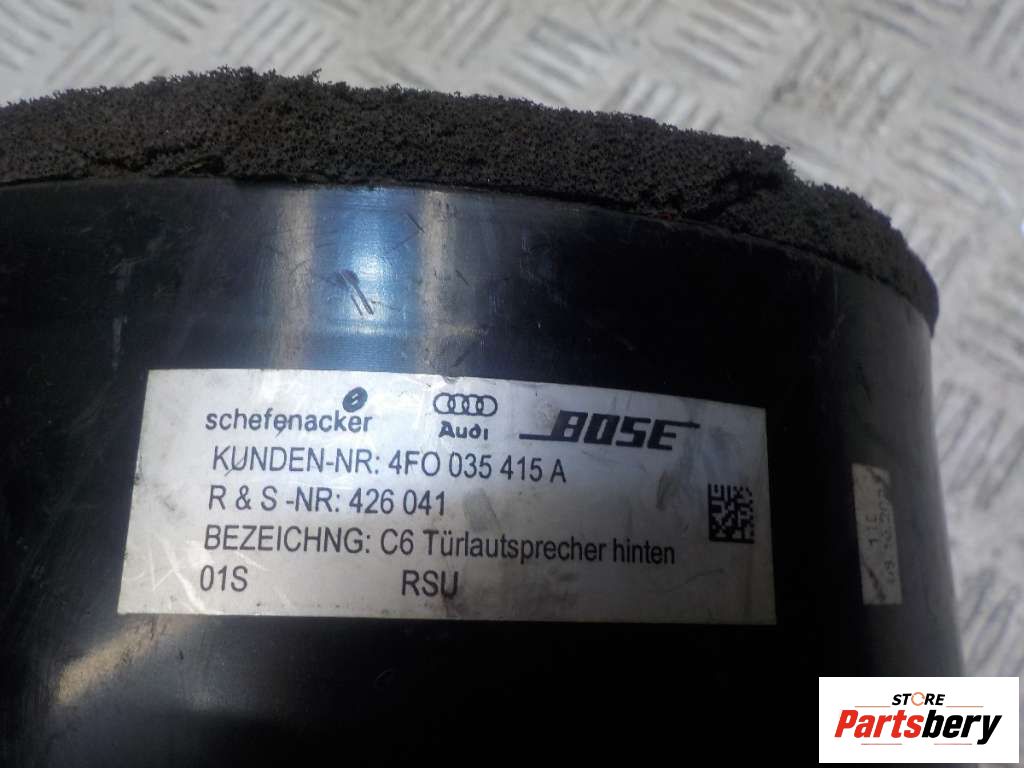 schefenacker Audi BOSE
KUNDEN-NR: 4FO 035 415 A
R & S -NR: 426 041
BEZEICHNG: C6 Türlautsprecher hinten
01S RSU
STORE
Partsbery